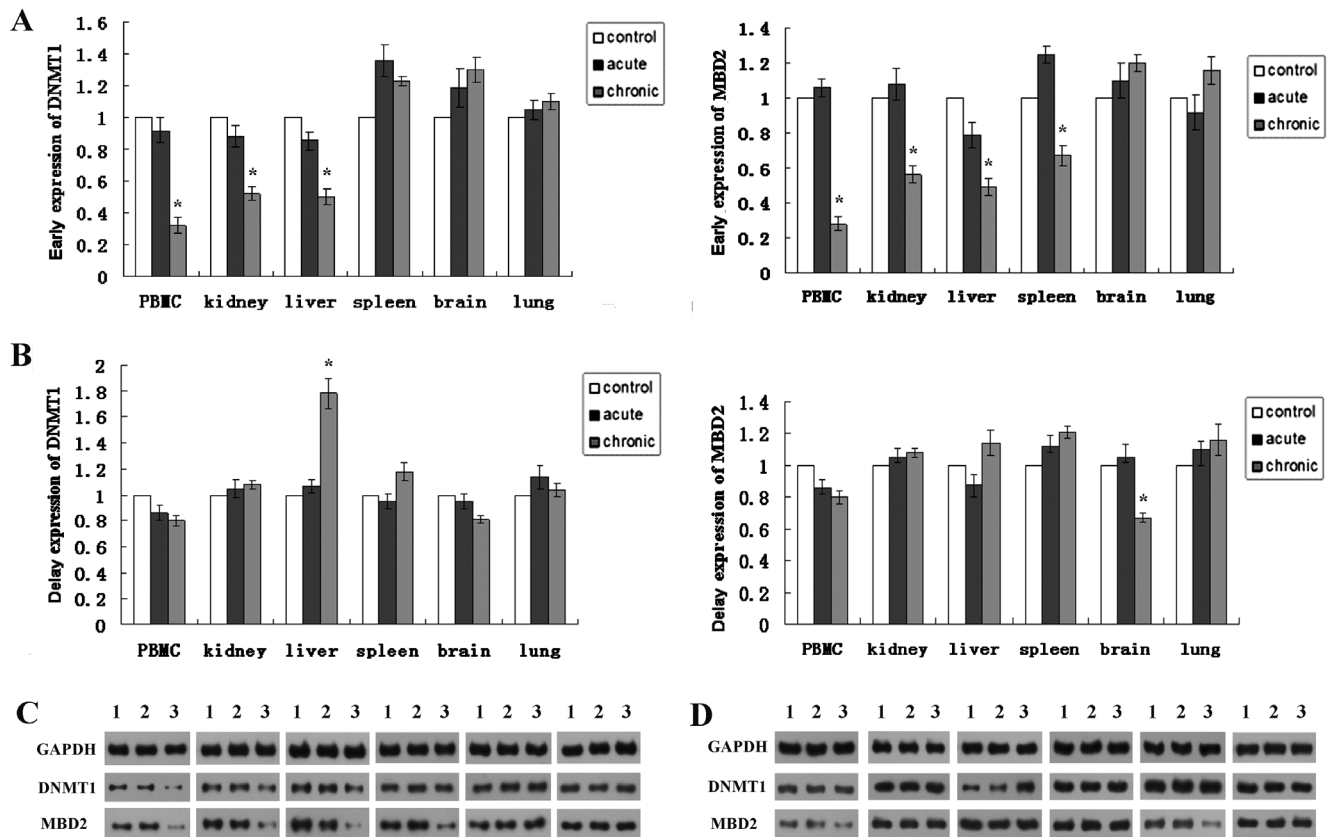 A
Early expression of DNMT1
1.6
1.4
1.2
1
0.8
0.6
0.4
0.2
0
* * *
PBMC kidney liver spleen brain lung
control
acute
chronic
Early expression of MBD2
1.4
1.2
1
0.8
0.6
0.4
0.2
0
* * * *
PBMC kidney liver spleen brain lung
control
acute
chronic
B
Delay expression of DNMT1
2
1.8
1.6
1.4
1.2
1
0.8
0.6
0.4
0.2
0
*
PBMC kidney liver spleen brain lung
control
acute
chronic
Delay expression of MBD2
1.4
1.2
1
0.8
0.6
0.4
0.2
0
*
PBMC kidney liver spleen brain lung
control
acute
chronic
C
1 2 3 1 2 3 1 2 3 1 2 3 1 2 3 1 2 3
GAPDH
DNMT1
MBD2
D
1 2 3 1 2 3 1 2 3 1 2 3 1 2 3 1 2 3
GAPDH
DNMT1
MBD2